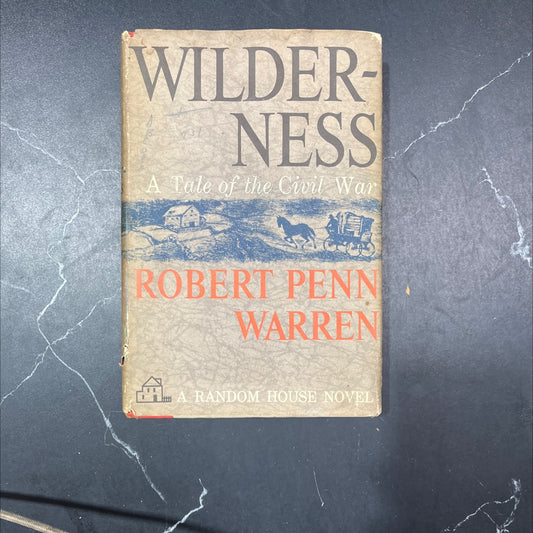 WILDER-
NESS
A Tale of the Civil War
ROBERT PENN
WARREN
A RANDOM HOUSE NOVEL